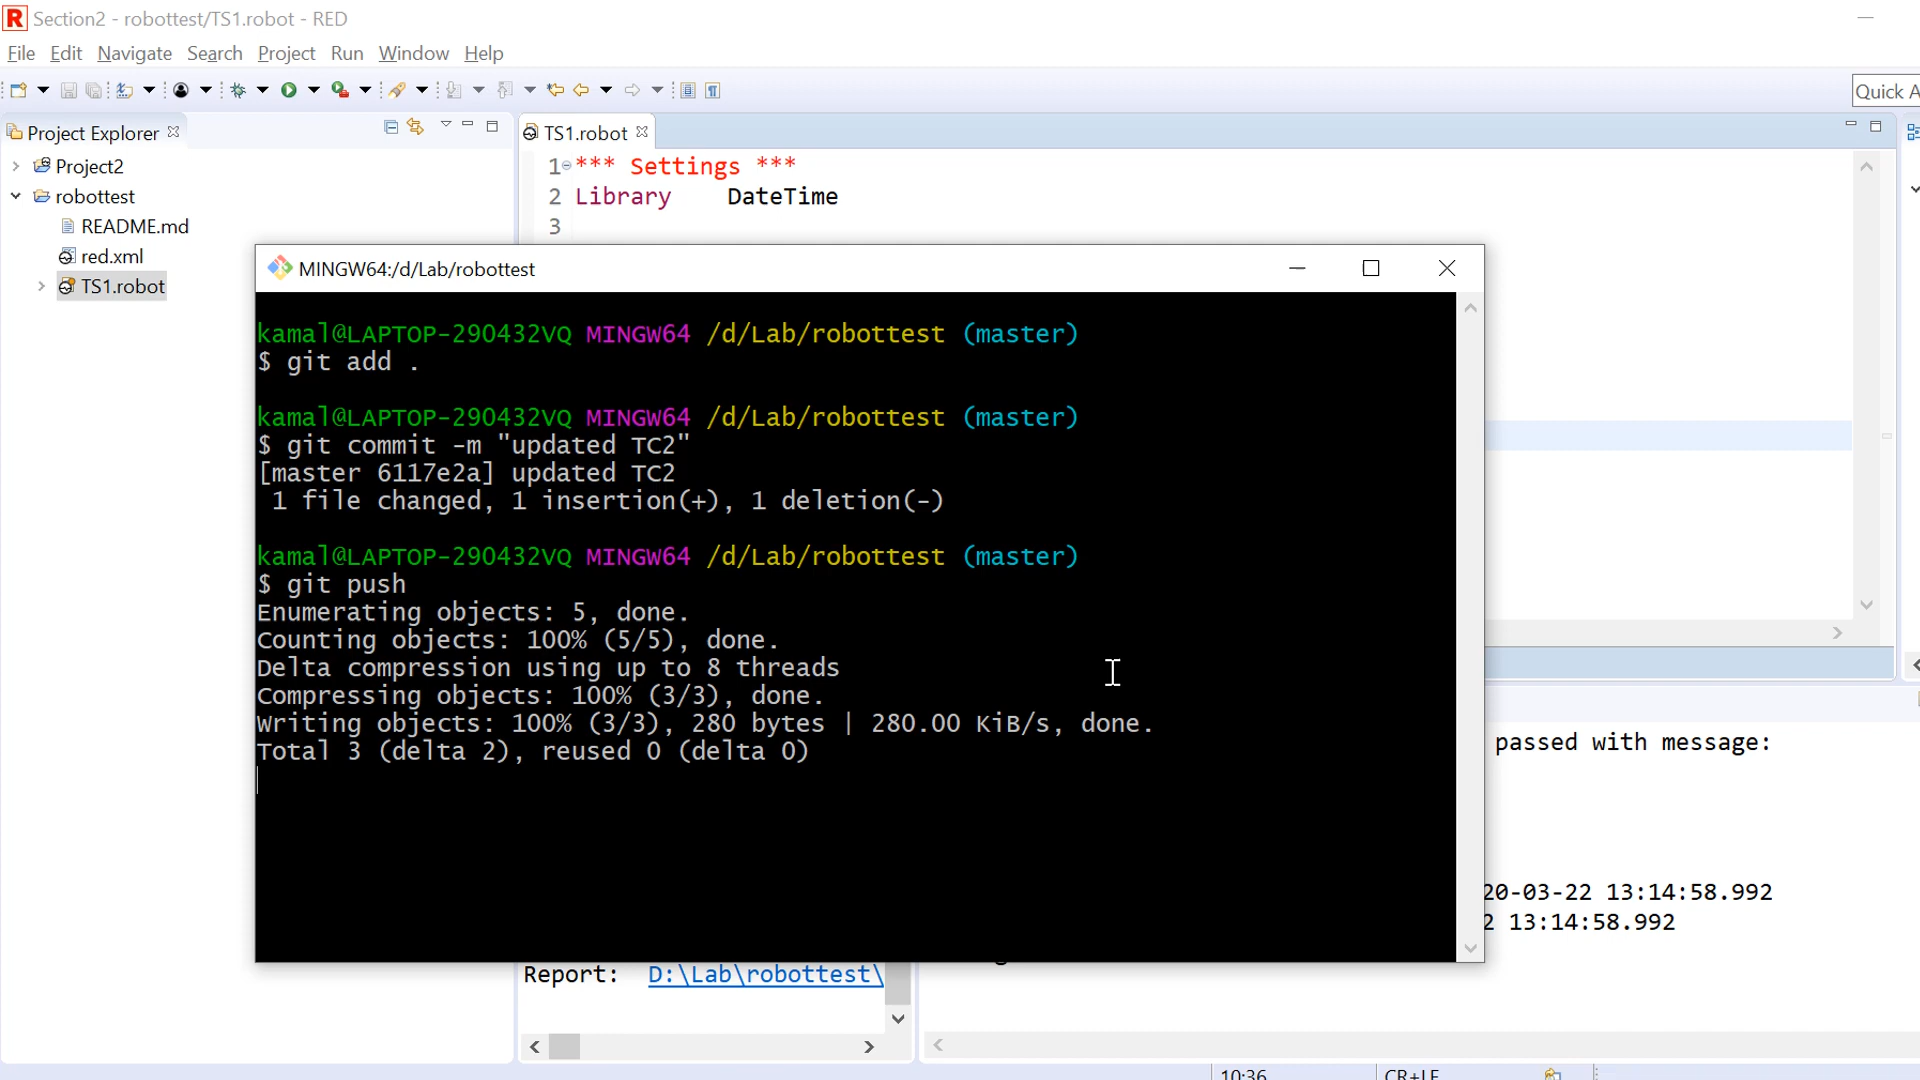 Section2 - robottest/TS1.robot - RED
File Edit Navigate Search Project Run Window Help
Quick A
Project Explorer
Project2
robottest
README.md
red.xml
TS1.robot
TS1.robot
1 *** Settings ***
2 Library    DateTime
3
MINGW64:/d/Lab/robottest
kamal@LAPTOP-290432VQ MINGW64 /d/Lab/robottest (master)
$ git add .
kamal@LAPTOP-290432VQ MINGW64 /d/Lab/robottest (master)
$ git commit -m "updated TC2"
[master 6117e2a] updated TC2
1 file changed, 1 insertion(+), 1 deletion(-)
kamal@LAPTOP-290432VQ MINGW64 /d/Lab/robottest (master)
$ git push
Enumerating objects: 5, done.
Counting objects: 100% (5/5), done.
Delta compression using up to 8 threads
Compressing objects: 100% (3/3), done.
Writing objects: 100% (3/3), 280 bytes | 280.00 KiB/s, done.
Total 3 (delta 2), reused 0 (delta 0)
passed with message:
20-03-22 13:14:58.992
2 13:14:58.992
Report: D:\Lab\robottest\
10:36
CR+LF